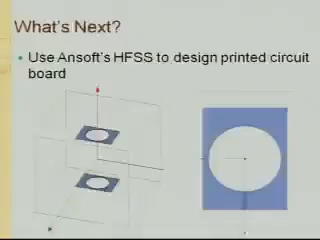 What's Next?
• Use Ansoft's HFSS to design printed circuit
board